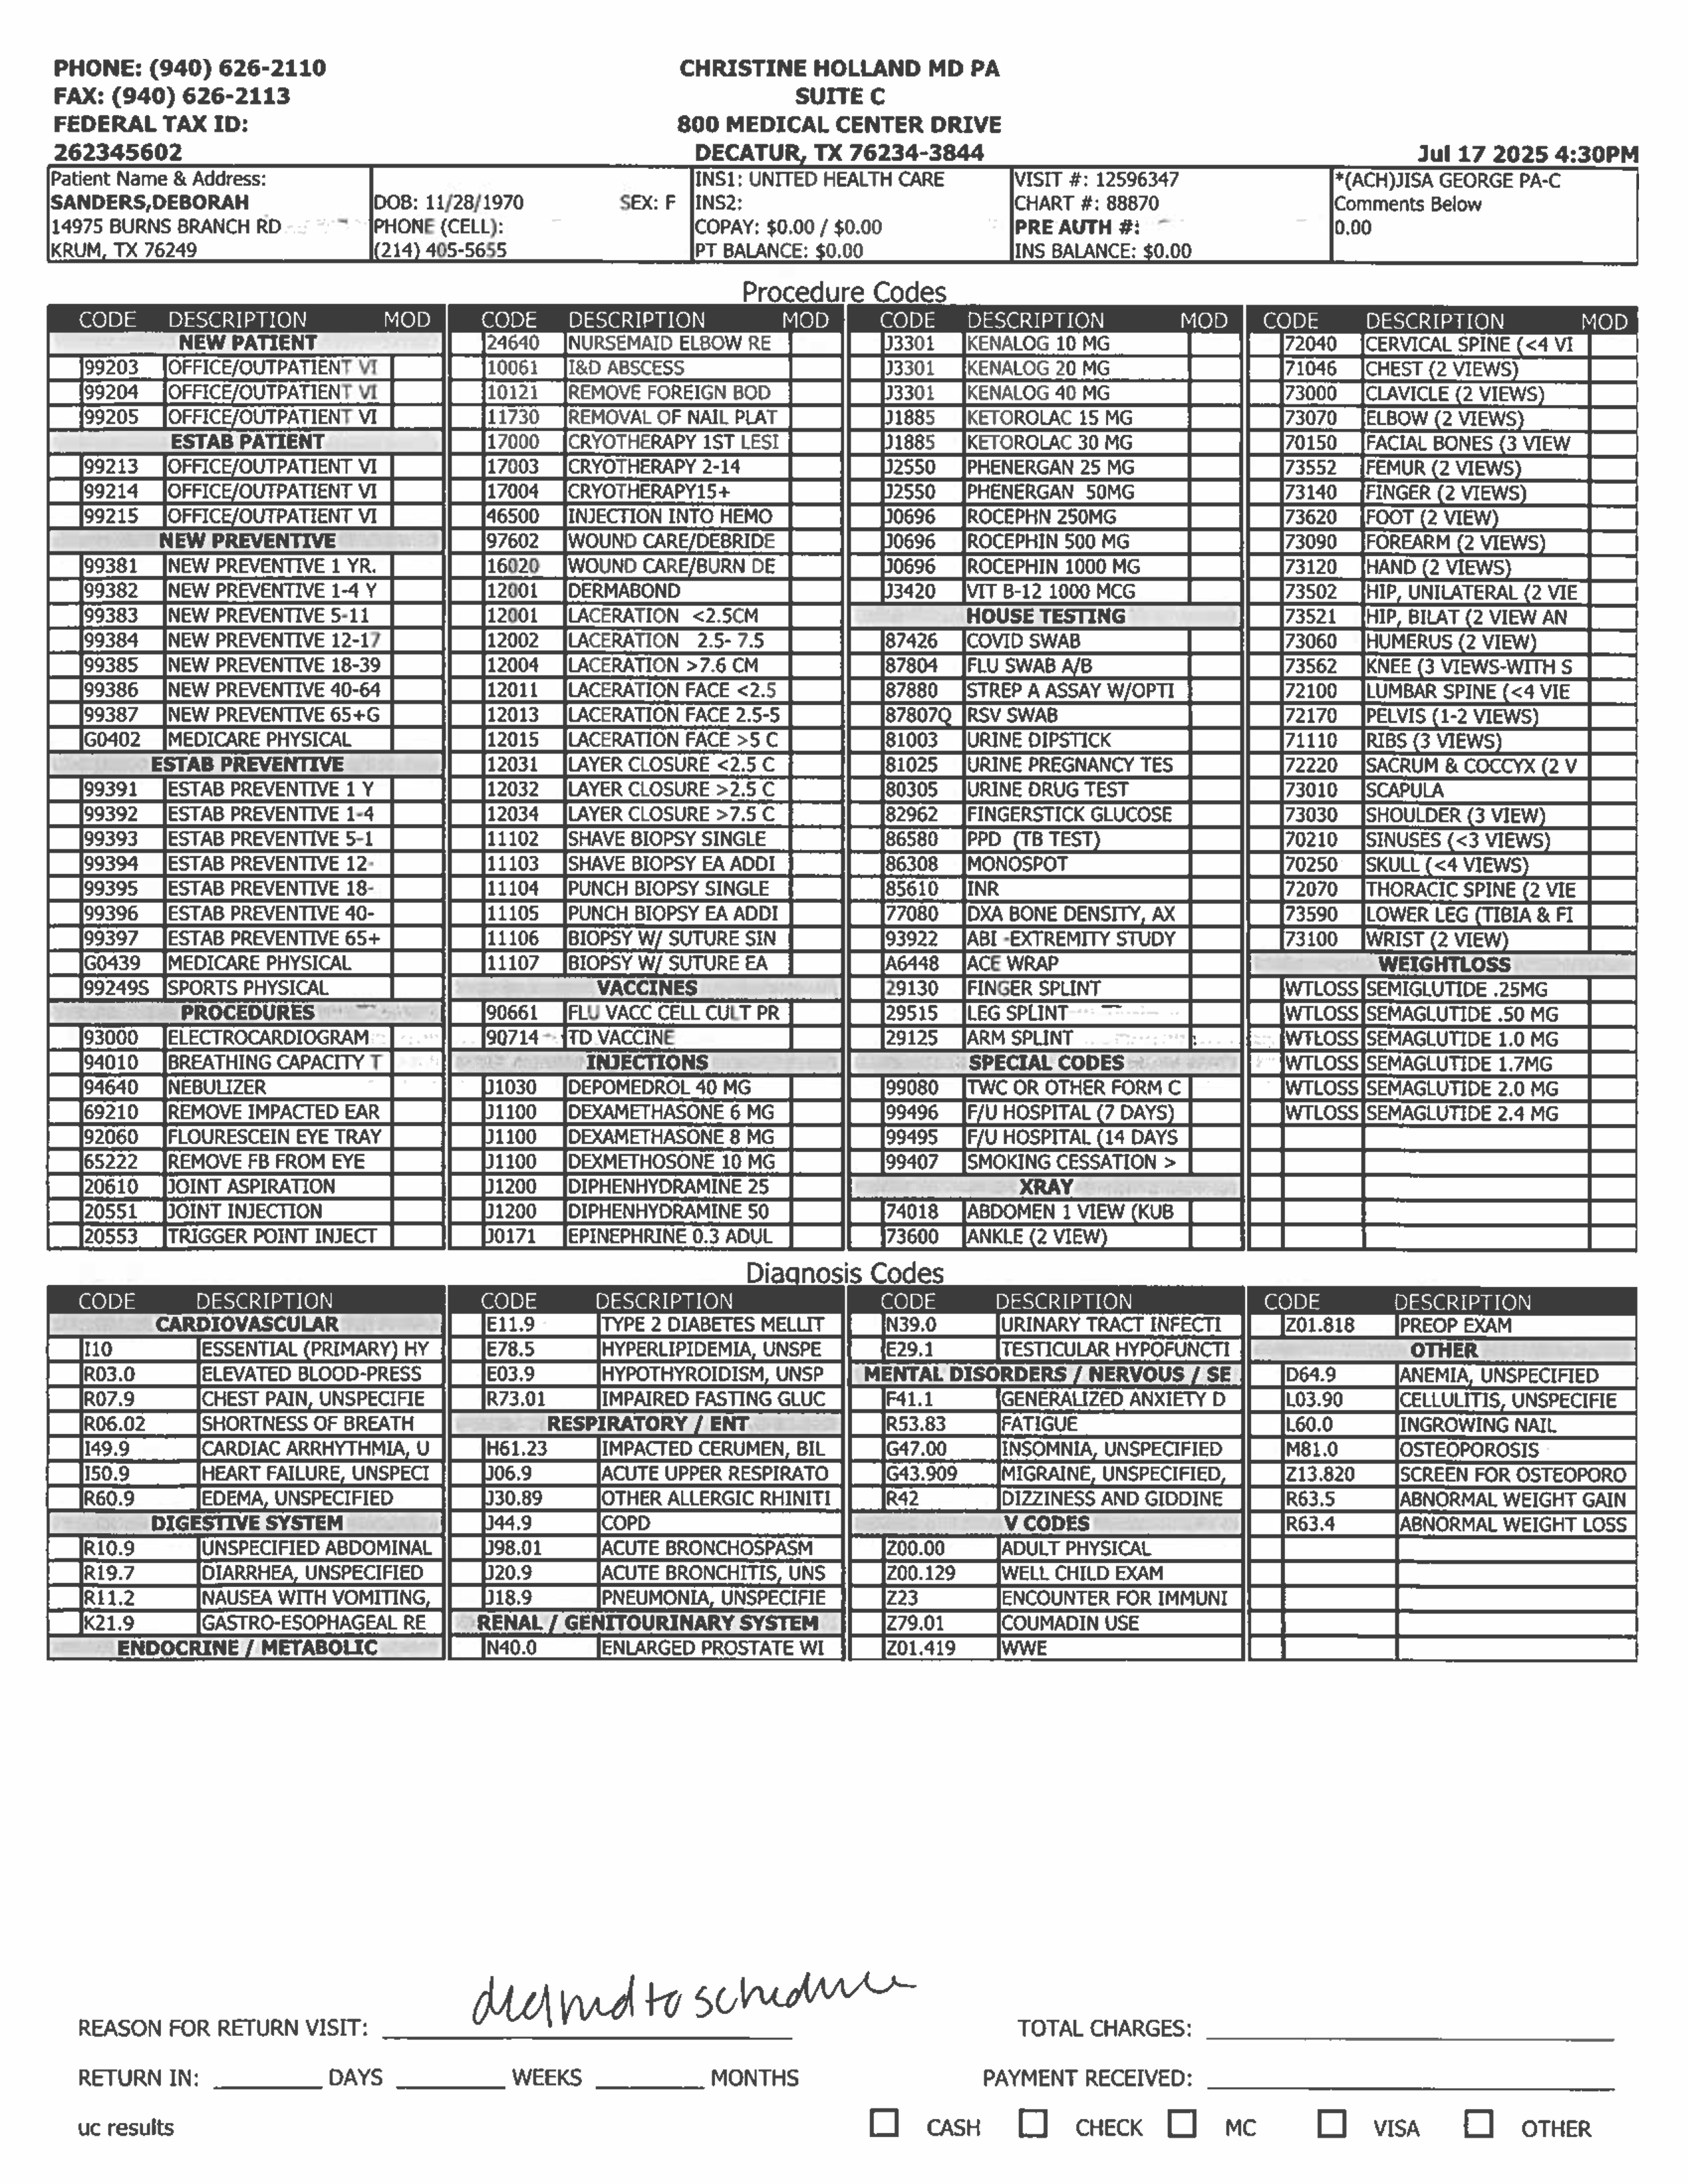 PHONE: (940) 626-2110
FAX: (940) 626-2113
FEDERAL TAX ID:
262345602
CHRISTINE HOLLAND MD PA
SUITE C
800 MEDICAL CENTER DRIVE
DECATUR, TX 76234-3844
Jul 17 2025 4:30PM
Patient Name & Address:
SANDERS,DEBORAH
14975 BURNS BRANCH RD
KRUM, TX 76249
DOB: 11/28/1970 SEX: F
PHONE (CELL):
(214) 405-5655
INS1: UNITED HEALTH CARE
INS2:
COPAY: $0.00 / $0.00
PT BALANCE: $0.00
VISIT #: 12596347
CHART #: 88870
PRE AUTH #:
INS BALANCE: $0.00
*(ACH)JISA GEORGE PA-C
Comments Below
0.00
Procedure Codes
CODE DESCRIPTION MOD
NEW PATIENT
99203 OFFICE/OUTPATIENT VI
99204 OFFICE/OUTPATIENT VI
99205 OFFICE/OUTPATIENT VI
ESTAB PATIENT
99213 OFFICE/OUTPATIENT VI
99214 OFFICE/OUTPATIENT VI
99215 OFFICE/OUTPATIENT VI
NEW PREVENTIVE
99381 NEW PREVENTIVE 1 YR.
99382 NEW PREVENTIVE 1-4 Y
99383 NEW PREVENTIVE 5-11
99384 NEW PREVENTIVE 12-17
99385 NEW PREVENTIVE 18-39
99386 NEW PREVENTIVE 40-64
99387 NEW PREVENTIVE 65+G
G0402 MEDICARE PHYSICAL
ESTAB PREVENTIVE
99391 ESTAB PREVENTIVE 1 Y
99392 ESTAB PREVENTIVE 1-4
99393 ESTAB PREVENTIVE 5-1
99394 ESTAB PREVENTIVE 12-
99395 ESTAB PREVENTIVE 18-
99396 ESTAB PREVENTIVE 40-
99397 ESTAB PREVENTIVE 65+
G0439 MEDICARE PHYSICAL
99249S SPORTS PHYSICAL
PROCEDURES
93000 ELECTROCARDIOGRAM
94010 BREATHING CAPACITY T
94640 NEBULIZER
69210 REMOVE IMPACTED EAR
92060 FLOURESCEIN EYE TRAY
65222 REMOVE FB FROM EYE
20610 JOINT ASPIRATION
20551 JOINT INJECTION
20553 TRIGGER POINT INJECT
CODE DESCRIPTION MOD
24640 NURSEMAID ELBOW RE
10061 I&D ABSCESS
10121 REMOVE FOREIGN BOD
11730 REMOVAL OF NAIL PLAT
17000 CRYOTHERAPY 1ST LESI
17003 CRYOTHERAPY 2-14
17004 CRYOTHERAPY15+
46500 INJECTION INTO HEMO
97602 WOUND CARE/DEBRIDE
16020 WOUND CARE/BURN DE
12001 DERMABOND
12001 LACERATION <2.5CM
12002 LACERATION 2.5- 7.5
12004 LACERATION >7.6 CM
12011 LACERATION FACE <2.5
12013 LACERATION FACE 2.5-5
12015 LACERATION FACE >5 C
12031 LAYER CLOSURE <2.5 C
12032 LAYER CLOSURE >2.5 C
12034 LAYER CLOSURE >7.5 C
11102 SHAVE BIOPSY SINGLE
11103 SHAVE BIOPSY EA ADDI
11104 PUNCH BIOPSY SINGLE
11105 PUNCH BIOPSY EA ADDI
11106 BIOPSY W/ SUTURE SIN
11107 BIOPSY W/ SUTURE EA
VACCINES
90661 FLU VACC CELL CULT PR
90714 TD VACCINE
INJECTIONS
J1030 DEPOMEDROL 40 MG
J1100 DEXAMETHASONE 6 MG
J1100 DEXAMETHASONE 8 MG
J1100 DEXMETHOSONE 10 MG
J1200 DIPHENHYDRAMINE 25
J1200 DIPHENHYDRAMINE 50
J0171 EPINEPHRINE 0.3 ADUL
CODE DESCRIPTION MOD
J3301 KENALOG 10 MG
J3301 KENALOG 20 MG
J3301 KENALOG 40 MG
J1885 KETOROLAC 15 MG
J1885 KETOROLAC 30 MG
J2550 PHENERGAN 25 MG
J2550 PHENERGAN 50MG
J0696 ROCEPHN 250MG
J0696 ROCEPHIN 500 MG
J0696 ROCEPHIN 1000 MG
J3420 VIT B-12 1000 MCG
HOUSE TESTING
87426 COVID SWAB
87804 FLU SWAB A/B
87880 STREP A ASSAY W/OPTI
87807Q RSV SWAB
81003 URINE DIPSTICK
81025 URINE PREGNANCY TES
80305 URINE DRUG TEST
82962 FINGERSTICK GLUCOSE
86580 PPD (TB TEST)
86308 MONOSPOT
85610 INR
77080 DXA BONE DENSITY, AX
93922 ABI -EXTREMITY STUDY
A6448 ACE WRAP
29130 FINGER SPLINT
29515 LEG SPLINT
29125 ARM SPLINT
SPECIAL CODES
99080 TWC OR OTHER FORM C
99496 F/U HOSPITAL (7 DAYS)
99495 F/U HOSPITAL (14 DAYS
99407 SMOKING CESSATION >
XRAY
74018 ABDOMEN 1 VIEW (KUB
73600 ANKLE (2 VIEW)
CODE DESCRIPTION MOD
72040 CERVICAL SPINE (<4 VI
71046 CHEST (2 VIEWS)
73000 CLAVICLE (2 VIEWS)
73070 ELBOW (2 VIEWS)
70150 FACIAL BONES (3 VIEW
73552 FEMUR (2 VIEWS)
73140 FINGER (2 VIEWS)
73620 FOOT (2 VIEW)
73090 FOREARM (2 VIEWS)
73120 HAND (2 VIEWS)
73502 HIP, UNILATERAL (2 VIE
73521 HIP, BILAT (2 VIEW AN
73060 HUMERUS (2 VIEW)
73562 KNEE (3 VIEWS-WITH S
72100 LUMBAR SPINE (<4 VIE
72170 PELVIS (1-2 VIEWS)
71110 RIBS (3 VIEWS)
72220 SACRUM & COCCYX (2 V
73010 SCAPULA
73030 SHOULDER (3 VIEW)
70210 SINUSES (<3 VIEWS)
70250 SKULL (<4 VIEWS)
72070 THORACIC SPINE (2 VIE
73590 LOWER LEG (TIBIA & FI
73100 WRIST (2 VIEW)
WEIGHTLOSS
WTLOSS SEMIGLUTIDE .25MG
WTLOSS SEMAGLUTIDE .50 MG
WTLOSS SEMAGLUTIDE 1.0 MG
WTLOSS SEMAGLUTIDE 1.7MG
WTLOSS SEMAGLUTIDE 2.0 MG
WTLOSS SEMAGLUTIDE 2.4 MG
Diagnosis Codes
CODE DESCRIPTION
CARDIOVASCULAR
I10 ESSENTIAL (PRIMARY) HY
R03.0 ELEVATED BLOOD-PRESS
R07.9 CHEST PAIN, UNSPECIFIE
R06.02 SHORTNESS OF BREATH
I49.9 CARDIAC ARRHYTHMIA, U
I50.9 HEART FAILURE, UNSPECI
R60.9 EDEMA, UNSPECIFIED
DIGESTIVE SYSTEM
R10.9 UNSPECIFIED ABDOMINAL
R19.7 DIARRHEA, UNSPECIFIED
R11.2 NAUSEA WITH VOMITING,
K21.9 GASTRO-ESOPHAGEAL RE
ENDOCRINE / METABOLIC
CODE DESCRIPTION
E11.9 TYPE 2 DIABETES MELLIT
E78.5 HYPERLIPIDEMIA, UNSPE
E03.9 HYPOTHYROIDISM, UNSP
R73.01 IMPAIRED FASTING GLUC
RESPIRATORY / ENT
H61.23 IMPACTED CERUMEN, BIL
J06.9 ACUTE UPPER RESPIRATO
J30.89 OTHER ALLERGIC RHINITI
J44.9 COPD
J98.01 ACUTE BRONCHOSPASM
J20.9 ACUTE BRONCHITIS, UNS
J18.9 PNEUMONIA, UNSPECIFIE
RENAL / GENITOURINARY SYSTEM
N40.0 ENLARGED PROSTATE WI
CODE DESCRIPTION
N39.0 URINARY TRACT INFECTI
E29.1 TESTICULAR HYPOFUNCTI
MENTAL DISORDERS / NERVOUS / SE
F41.1 GENERALIZED ANXIETY D
R53.83 FATIGUE
G47.00 INSOMNIA, UNSPECIFIED
G43.909 MIGRAINE, UNSPECIFIED,
R42 DIZZINESS AND GIDDINE
V CODES
Z00.00 ADULT PHYSICAL
Z00.129 WELL CHILD EXAM
Z23 ENCOUNTER FOR IMMUNI
Z79.01 COUMADIN USE
Z01.419 WWE
CODE DESCRIPTION
Z01.818 PREOP EXAM
OTHER
D64.9 ANEMIA, UNSPECIFIED
L03.90 CELLULITIS, UNSPECIFIE
L60.0 INGROWING NAIL
M81.0 OSTEOPOROSIS
Z13.820 SCREEN FOR OSTEOPORO
R63.5 ABNORMAL WEIGHT GAIN
R63.4 ABNORMAL WEIGHT LOSS
REASON FOR RETURN VISIT: declined to schedule
TOTAL CHARGES:
RETURN IN: DAYS WEEKS MONTHS
PAYMENT RECEIVED:
uc results
CASH CHECK MC VISA OTHER